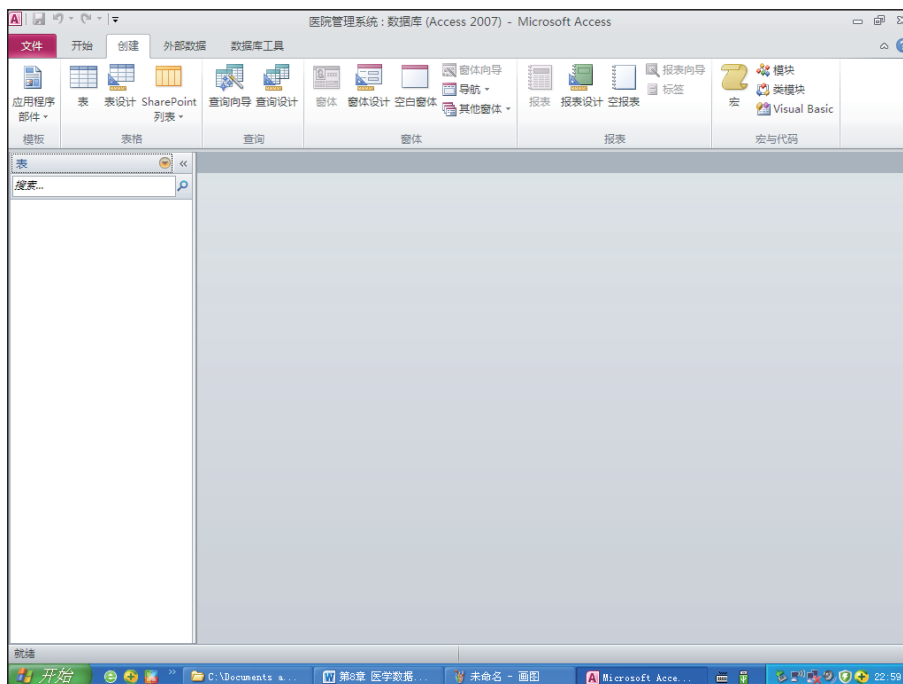 医院管理系统 : 数据库 (Access 2007) - Microsoft Access
文件 开始 创建 外部数据 数据库工具
应用程序部件 表 表设计 SharePoint 列表 查询向导 查询设计 窗体 窗体设计 空白窗体 窗体向导 导航 其他窗体 报表 报表设计 空报表 报表向导 标签 宏 模块 类模块 Visual Basic
模板 表格 查询 窗体 报表 宏与代码
表
搜索...
就绪
开始 C:\Documents a... 第8章 医学数据... 未命名 - 画图 Microsoft Acce... 22:59